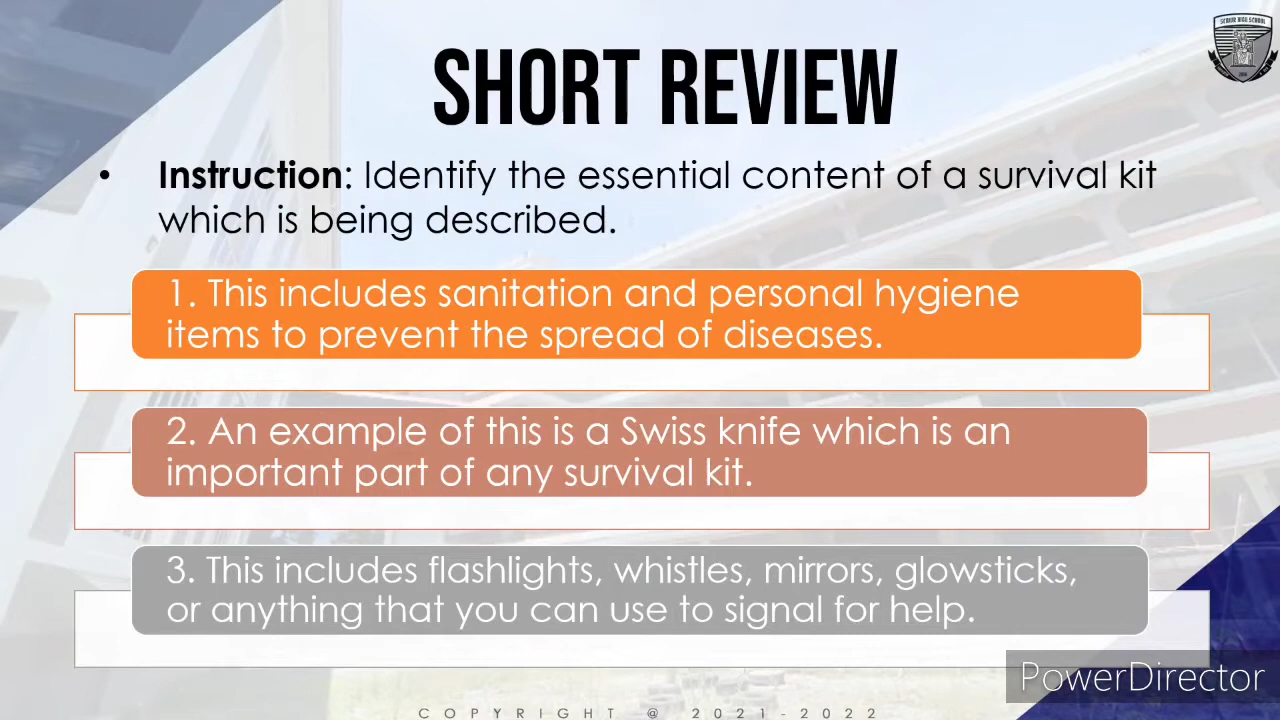 SENIOR HIGH SCHOOL
SHORT REVIEW
• Instruction: Identify the essential content of a survival kit
which is being described.
1. This includes sanitation and personal hygiene
items to prevent the spread of diseases.
2. An example of this is a Swiss knife which is an
important part of any survival kit.
3. This includes flashlights, whistles, mirrors, glowsticks,
or anything that you can use to signal for help.
PowerDirector
COPYRIGHT @ 2021-2022